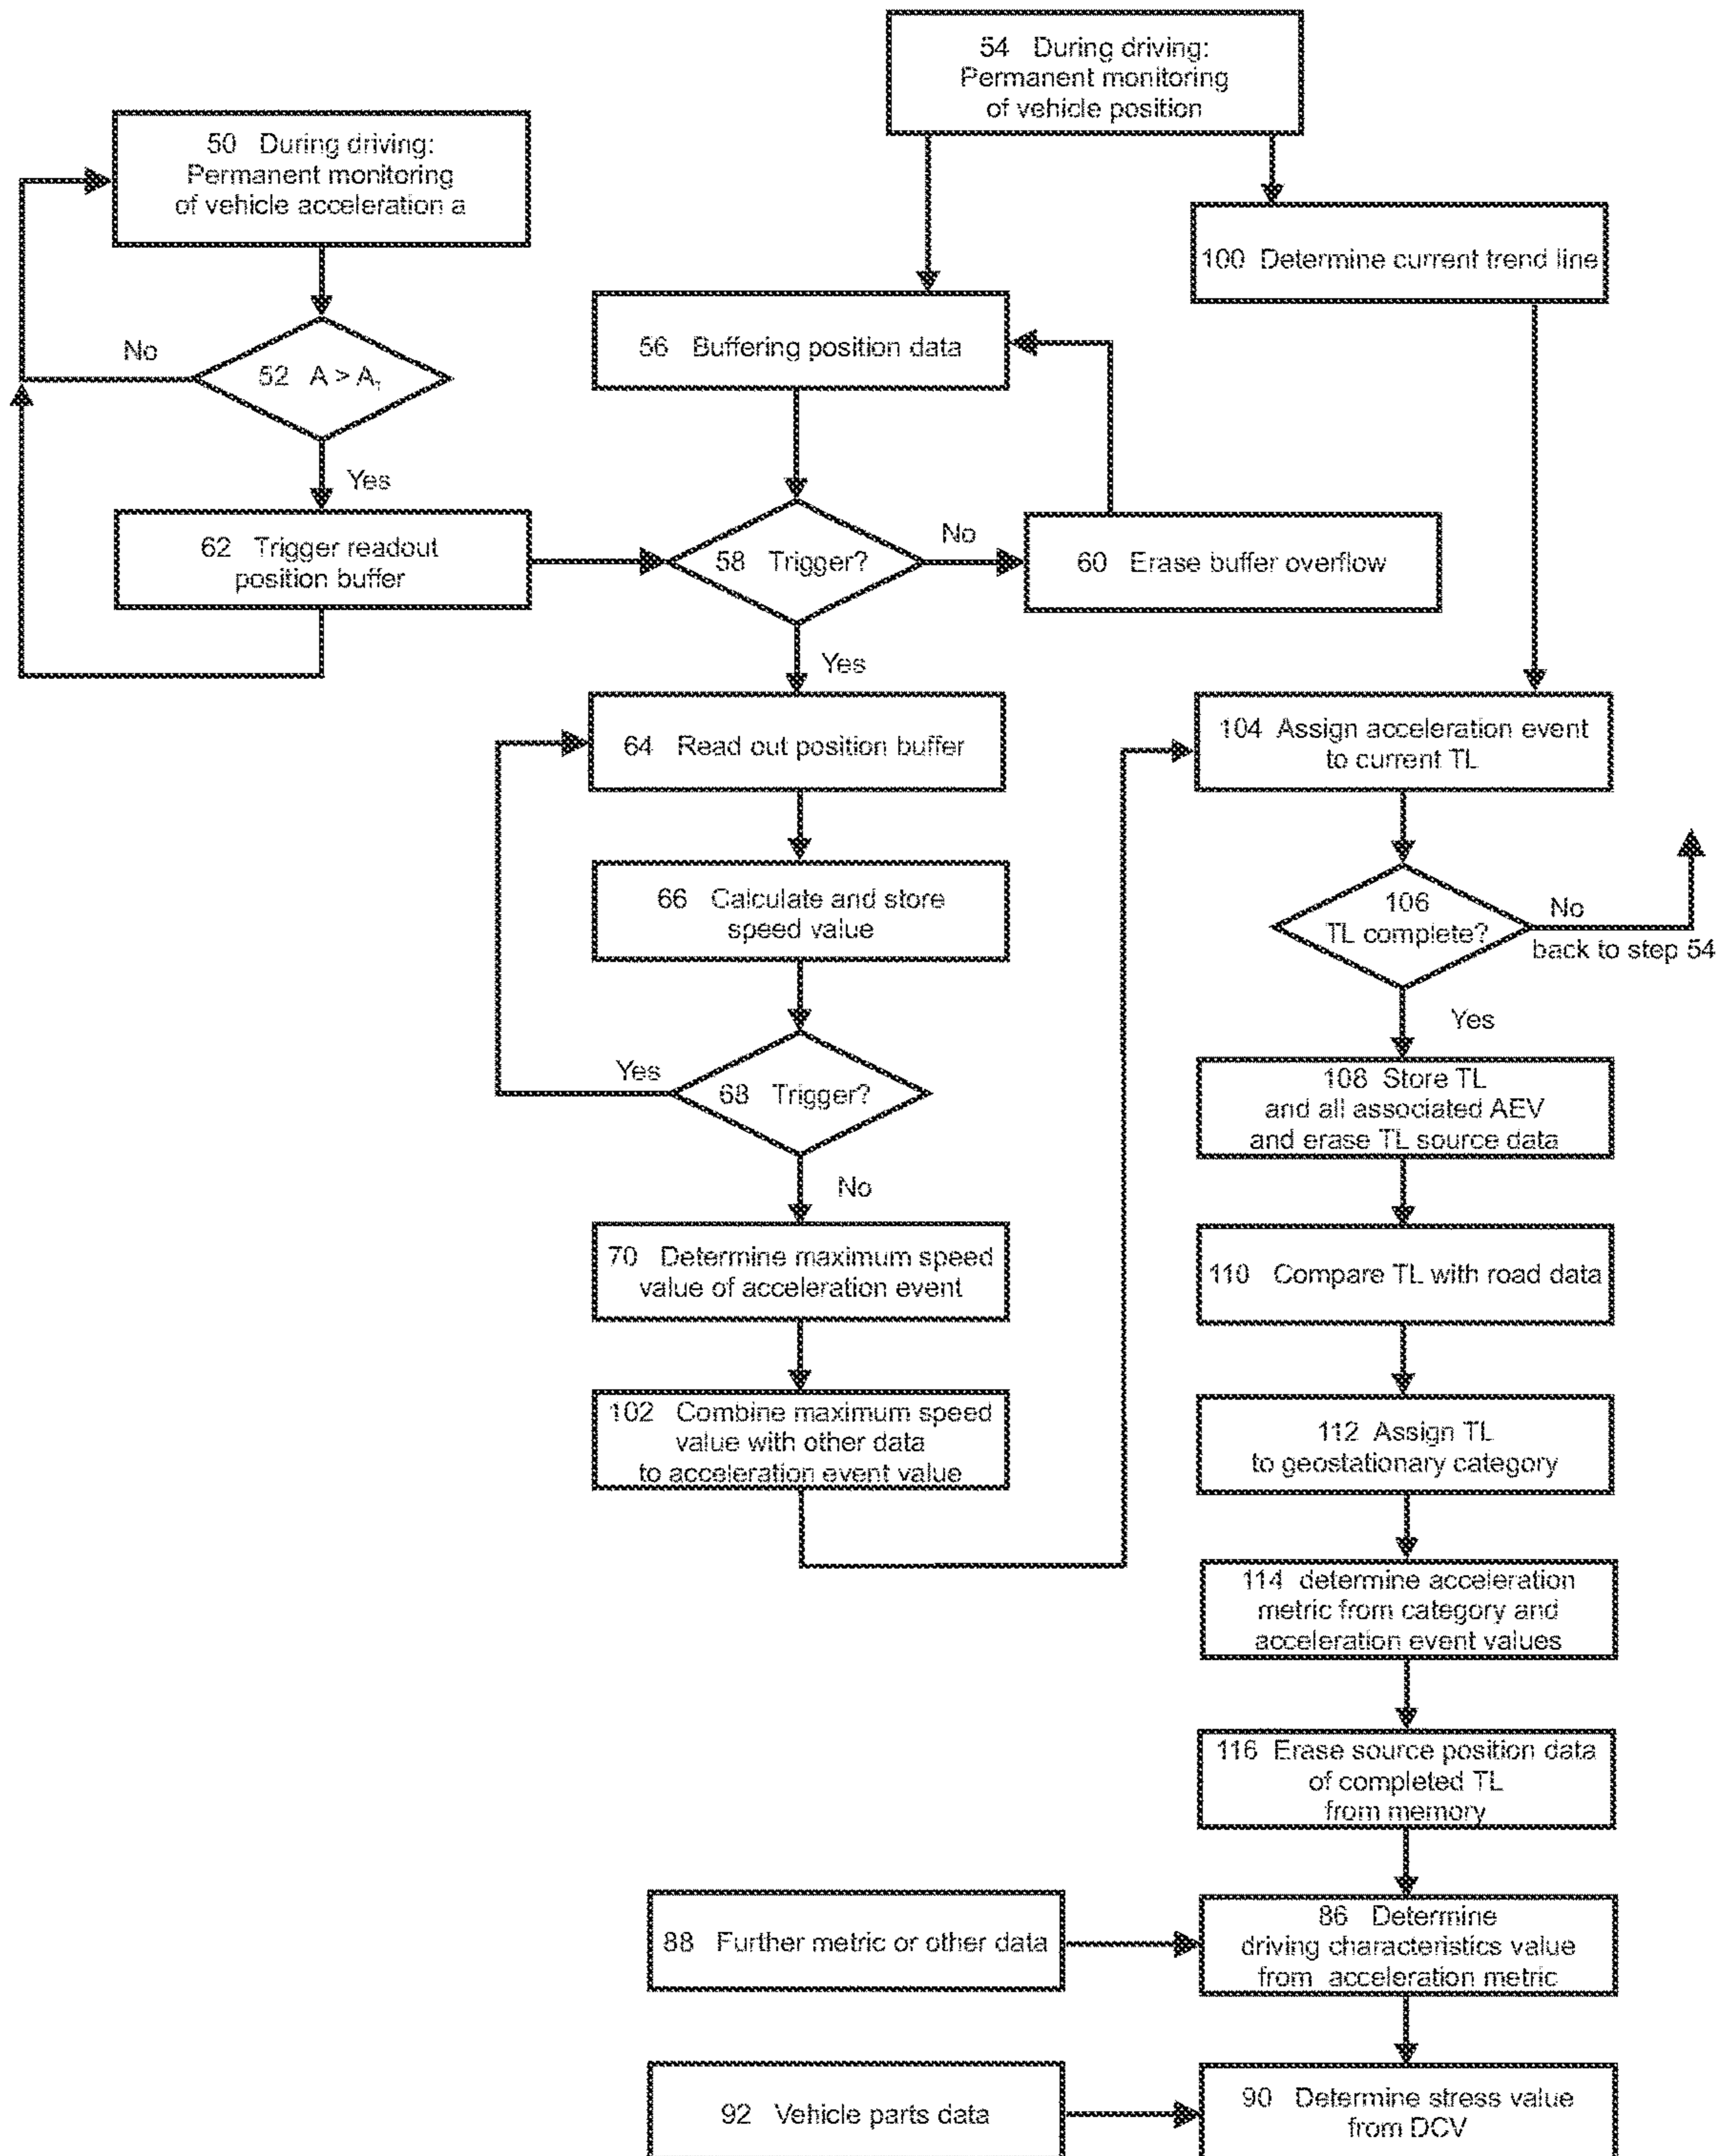 54 During driving:
Permanent monitoring
of vehicle position
50 During driving:
Permanent monitoring
of vehicle acceleration a
100 Determine current trend line
56 Buffering position data
No
52 A > A
Yes
62 Trigger readout
position buffer
58 Trigger?
No
60 Erase buffer overflow
Yes
64 Read out position buffer
104 Assign acceleration event
to current TL
66 Calculate and store
speed value
106
TL complete?
No
back to step 54
Yes
68 Trigger?
Yes
No
108 Store TL
and all associated AEV
and erase TL source data
70 Determine maximum speed
value of acceleration event
110 Compare TL with road data
102 Combine maximum speed
value with other data
to acceleration event value
112 Assign TL
to geostationary category
114 determine acceleration
metric from category and
acceleration event values
116 Erase source position data
of completed TL
from memory
88 Further metric or other data
86 Determine
driving characteristics value
from acceleration metric
92 Vehicle parts data
90 Determine stress value
from DCV